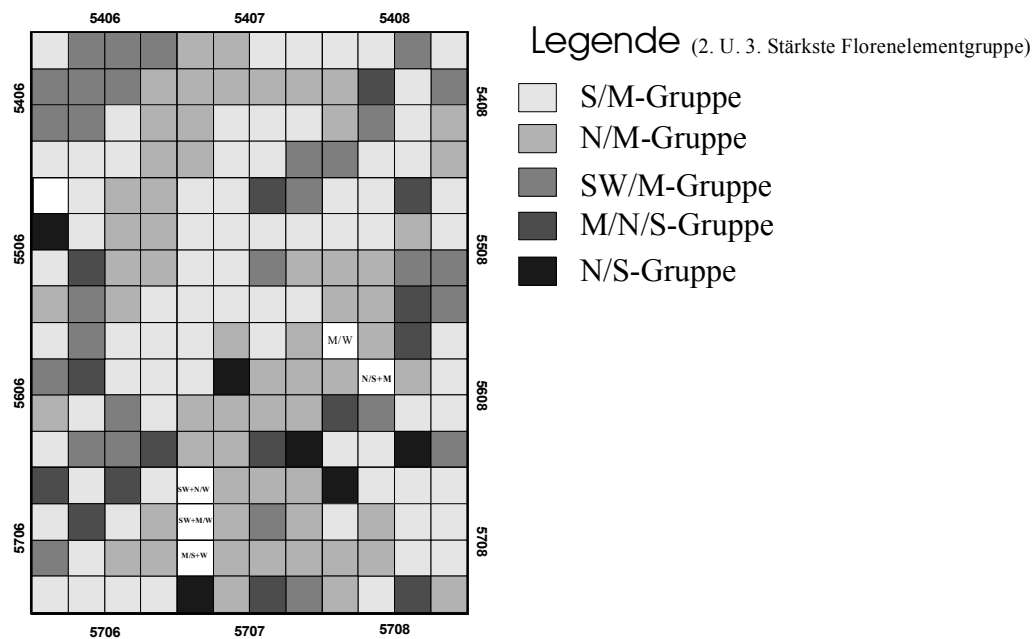 5406 5407 5408
Legende (2. U. 3. Stärkste Florenelementgruppe)
5406
5408
S/M-Gruppe
N/M-Gruppe
SW/M-Gruppe
M/N/S-Gruppe
5506
5508
N/S-Gruppe
M/W
N/S+M
5606
5608
SW+N/W
SW+M/W
5706
5708
M/S+W
5706 5707 5708